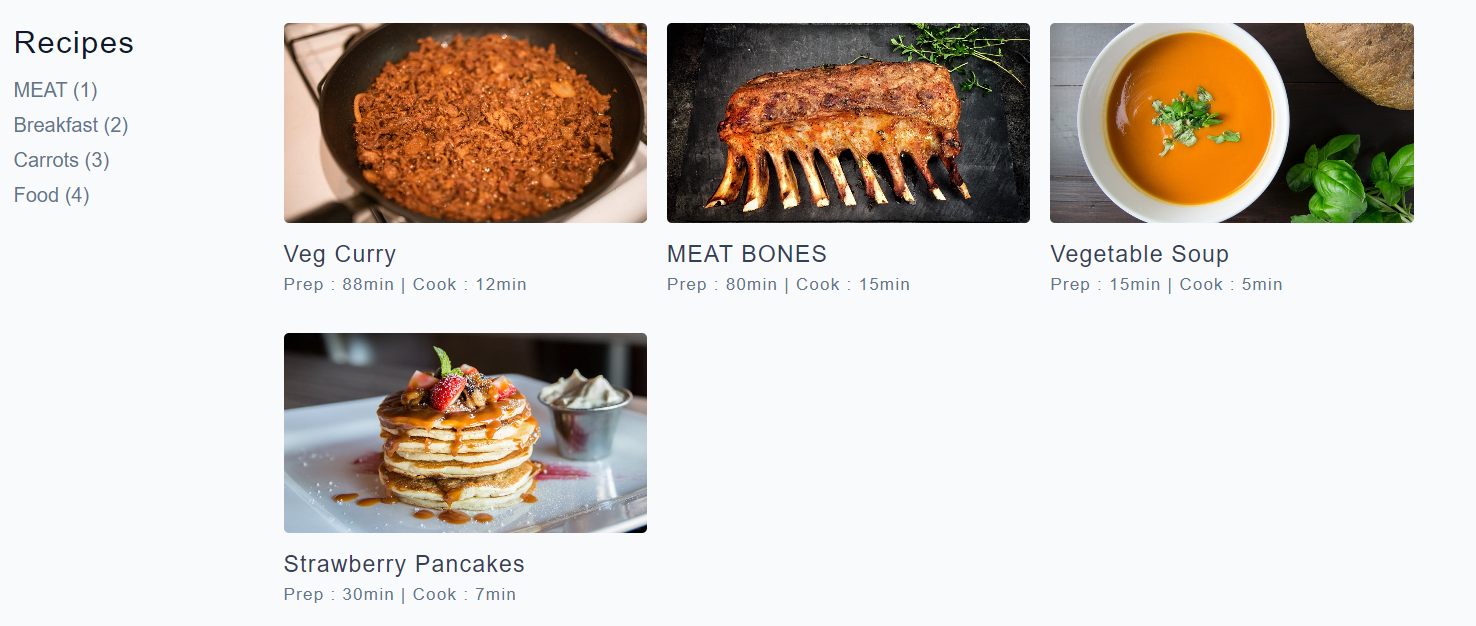 Recipes
MEAT (1)
Breakfast (2)
Carrots (3)
Food (4)
Veg Curry
Prep : 88min | Cook : 12min
MEAT BONES
Prep : 80min | Cook : 15min
Vegetable Soup
Prep : 15min | Cook : 5min
Strawberry Pancakes
Prep : 30min | Cook : 7min